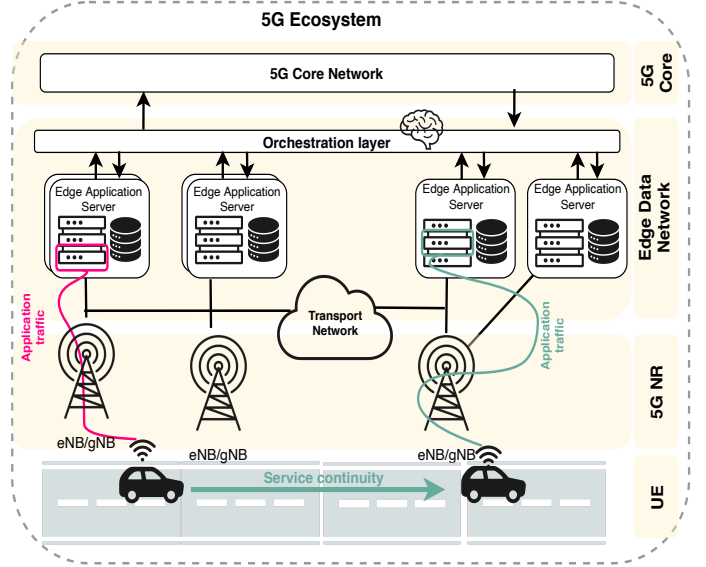 5G Ecosystem
5G Core Network
5G
Core
Orchestration layer
Edge Application
Server
Edge Application
Server
Edge Application
Server
Edge Application
Server
Edge Data
Network
Application
traffic
Transport
Network
Application
traffic
5G NR
eNB/gNB
eNB/gNB
eNB/gNB
Service continuity
UE